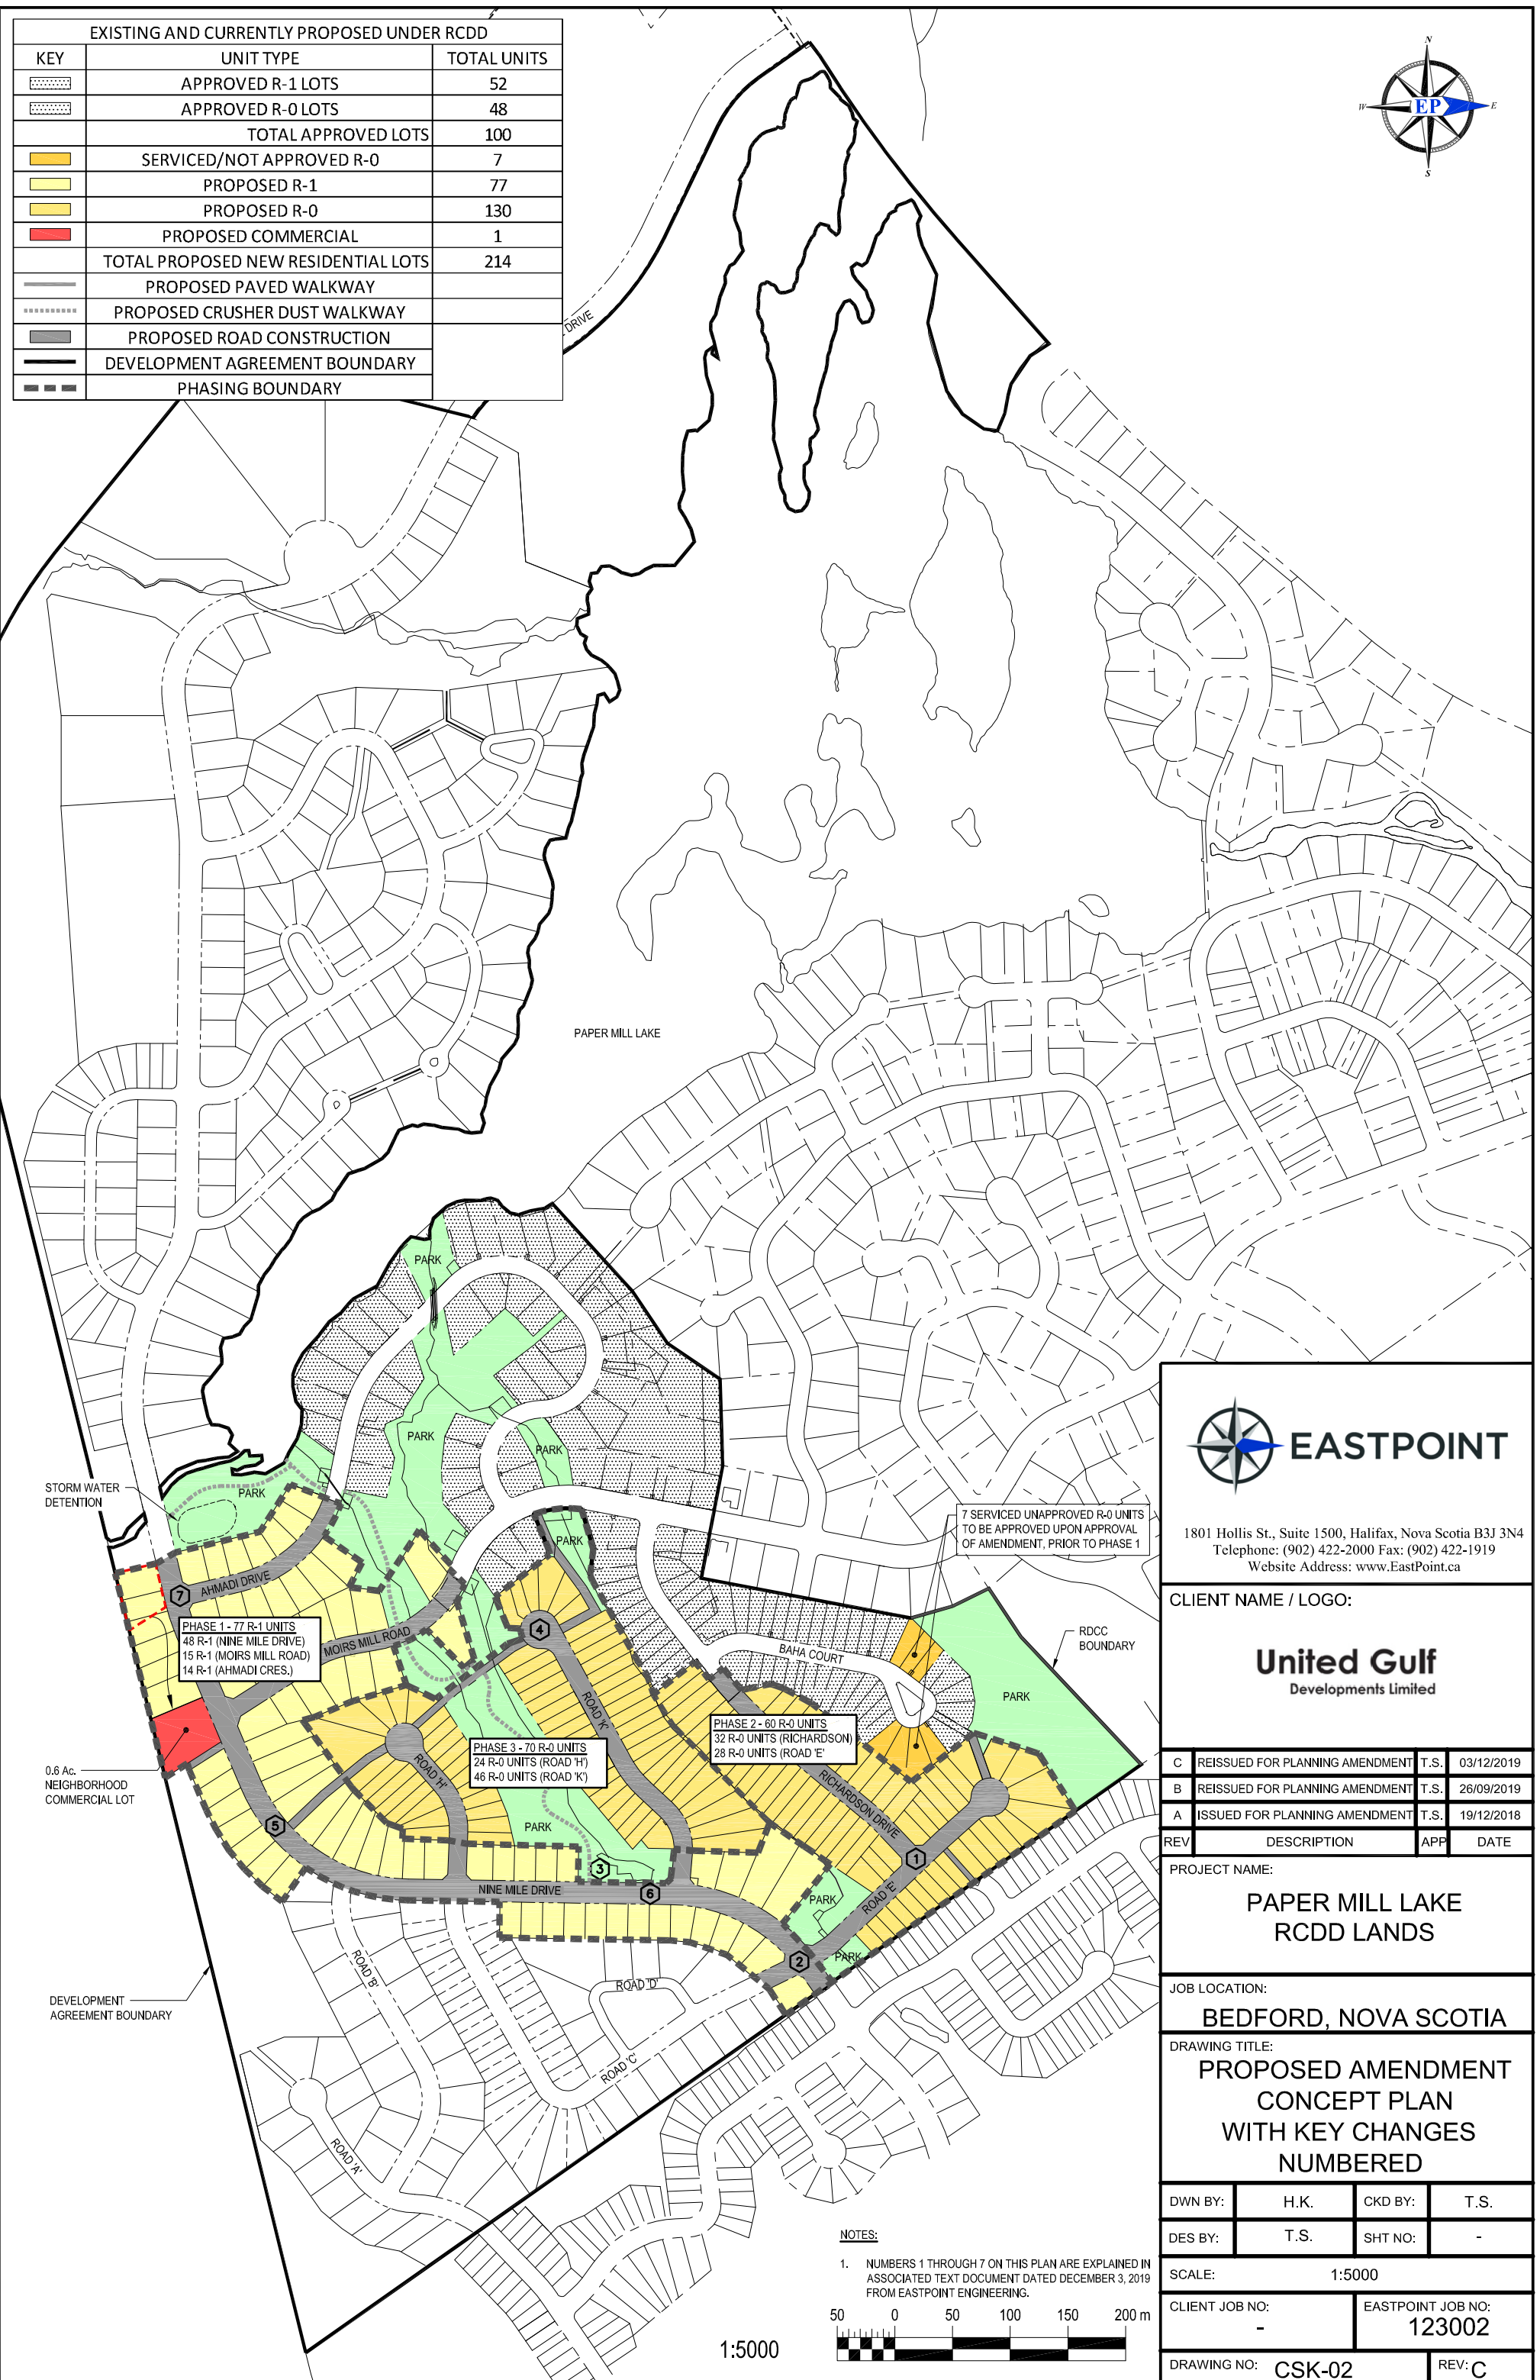 EXISTING AND CURRENTLY PROPOSED UNDER RCDD
KEY UNIT TYPE TOTAL UNITS
APPROVED R-1 LOTS 52
APPROVED R-0 LOTS 48
TOTAL APPROVED LOTS 100
SERVICED/NOT APPROVED R-0 7
PROPOSED R-1 77
PROPOSED R-0 130
PROPOSED COMMERCIAL 1
TOTAL PROPOSED NEW RESIDENTIAL LOTS 214
PROPOSED PAVED WALKWAY
PROPOSED CRUSHER DUST WALKWAY
PROPOSED ROAD CONSTRUCTION
DEVELOPMENT AGREEMENT BOUNDARY
PHASING BOUNDARY
N
W EP E
S
DRIVE
PAPER MILL LAKE
PARK
PARK
PARK
PARK
PARK
STORM WATER
DETENTION
7 SERVICED UNAPPROVED R-0 UNITS
TO BE APPROVED UPON APPROVAL
OF AMENDMENT, PRIOR TO PHASE 1
7
AHMADI DRIVE
PHASE 1 - 77 R-1 UNITS
48 R-1 (NINE MILE DRIVE)
15 R-1 (MOIRS MILL ROAD)
14 R-1 (AHMADI CRES.)
MOIRS MILL ROAD
4
BAHA COURT
RDCC
BOUNDARY
PARK
ROAD 'K'
PHASE 2 - 60 R-0 UNITS
32 R-0 UNITS (RICHARDSON)
28 R-0 UNITS (ROAD 'E'
PHASE 3 - 70 R-0 UNITS
24 R-0 UNITS (ROAD 'H')
46 R-0 UNITS (ROAD 'K')
ROAD 'H'
RICHARDSON DRIVE
0.6 Ac.
NEIGHBORHOOD
COMMERCIAL LOT
5
PARK
3
1
NINE MILE DRIVE
6
PARK
ROAD 'E'
PARK
2
ROAD 'B'
ROAD 'D'
ROAD 'C'
ROAD 'A'
DEVELOPMENT
AGREEMENT BOUNDARY
NOTES:
1. NUMBERS 1 THROUGH 7 ON THIS PLAN ARE EXPLAINED IN
ASSOCIATED TEXT DOCUMENT DATED DECEMBER 3, 2019
FROM EASTPOINT ENGINEERING.
50 0 50 100 150 200 m
1:5000
EASTPOINT
1801 Hollis St., Suite 1500, Halifax, Nova Scotia B3J 3N4
Telephone: (902) 422-2000 Fax: (902) 422-1919
Website Address: www.EastPoint.ca
CLIENT NAME / LOGO:
United Gulf
Developments Limited
C REISSUED FOR PLANNING AMENDMENT T.S. 03/12/2019
B REISSUED FOR PLANNING AMENDMENT T.S. 26/09/2019
A ISSUED FOR PLANNING AMENDMENT T.S. 19/12/2018
REV DESCRIPTION APP DATE
PROJECT NAME:
PAPER MILL LAKE
RCDD LANDS
JOB LOCATION:
BEDFORD, NOVA SCOTIA
DRAWING TITLE:
PROPOSED AMENDMENT
CONCEPT PLAN
WITH KEY CHANGES
NUMBERED
DWN BY: H.K. CKD BY: T.S.
DES BY: T.S. SHT NO: -
SCALE: 1:5000
CLIENT JOB NO: - EASTPOINT JOB NO: 123002
DRAWING NO: CSK-02 REV: C